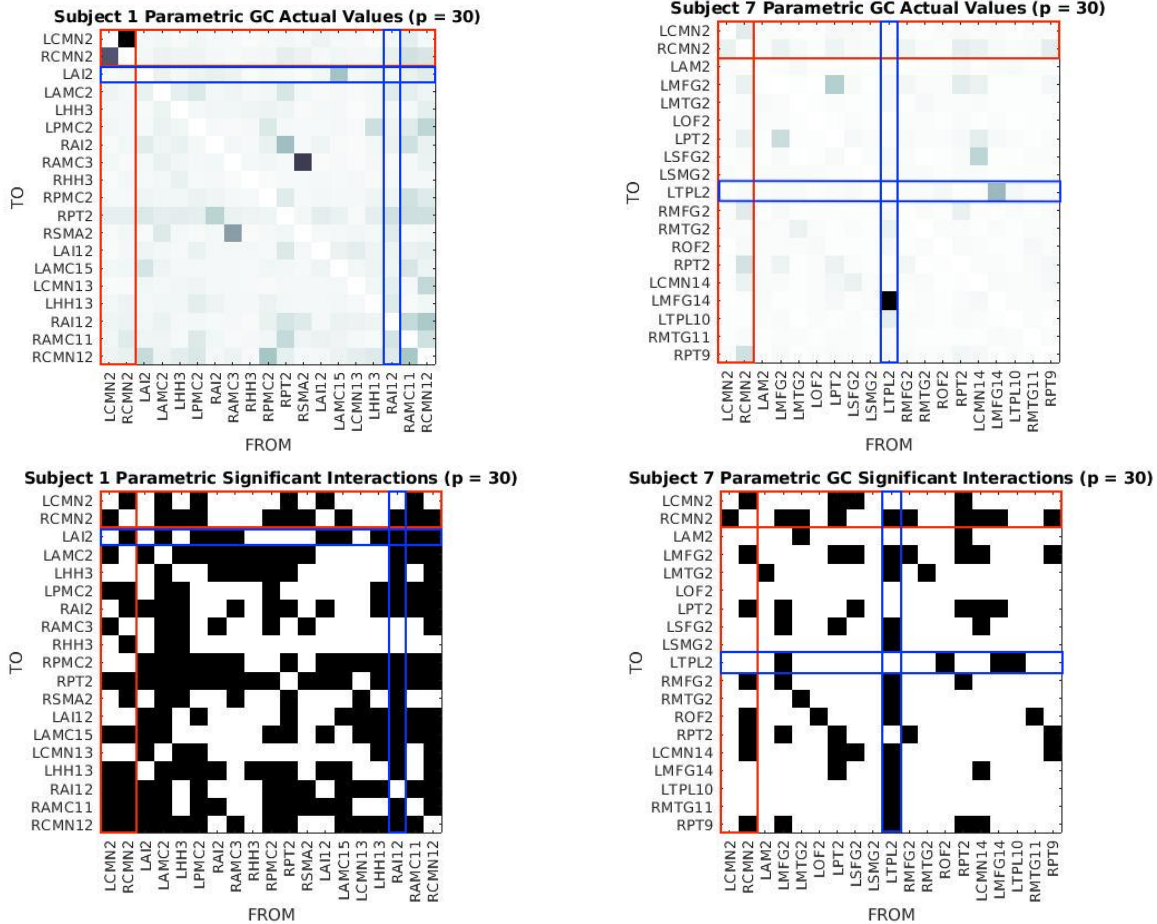 Subject 1 Parametric GC Actual Values (p = 30)
TO
LCMN2
RCMN2
LAI2
LAMC2
LHH3
LPMC2
RAI2
RAMC3
RHH3
RPMC2
RPT2
RSMA2
LAI12
LAMC15
LCMN13
LHH13
RAI12
RAMC11
RCMN12
LCMN2
RCMN2
LAI2
LAMC2
LHH3
LPMC2
RAI2
RAMC3
RHH3
RPMC2
RPT2
RSMA2
LAI12
LAMC15
LCMN13
LHH13
RAI12
RAMC11
RCMN12
FROM
Subject 7 Parametric GC Actual Values (p = 30)
TO
LCMN2
RCMN2
LAM2
LMFG2
LMTG2
LOF2
LPT2
LSFG2
LSMG2
LTPL2
RMFG2
RMTG2
ROF2
RPT2
LCMN14
LMFG14
LTPL10
RMTG11
RPT9
LCMN2
RCMN2
LAM2
LMFG2
LMTG2
LOF2
LPT2
LSFG2
LSMG2
LTPL2
RMFG2
RMTG2
ROF2
RPT2
LCMN14
LMFG14
LTPL10
RMTG11
RPT9
FROM
Subject 1 Parametric Significant Interactions (p = 30)
TO
LCMN2
RCMN2
LAI2
LAMC2
LHH3
LPMC2
RAI2
RAMC3
RHH3
RPMC2
RPT2
RSMA2
LAI12
LAMC15
LCMN13
LHH13
RAI12
RAMC11
RCMN12
LCMN2
RCMN2
LAI2
LAMC2
LHH3
LPMC2
RAI2
RAMC3
RHH3
RPMC2
RPT2
RSMA2
LAI12
LAMC15
LCMN13
LHH13
RAI12
RAMC11
RCMN12
FROM
Subject 7 Parametric GC Significant Interactions (p = 30)
TO
LCMN2
RCMN2
LAM2
LMFG2
LMTG2
LOF2
LPT2
LSFG2
LSMG2
LTPL2
RMFG2
RMTG2
ROF2
RPT2
LCMN14
LMFG14
LTPL10
RMTG11
RPT9
LCMN2
RCMN2
LAM2
LMFG2
LMTG2
LOF2
LPT2
LSFG2
LSMG2
LTPL2
RMFG2
RMTG2
ROF2
RPT2
LCMN14
LMFG14
LTPL10
RMTG11
RPT9
FROM